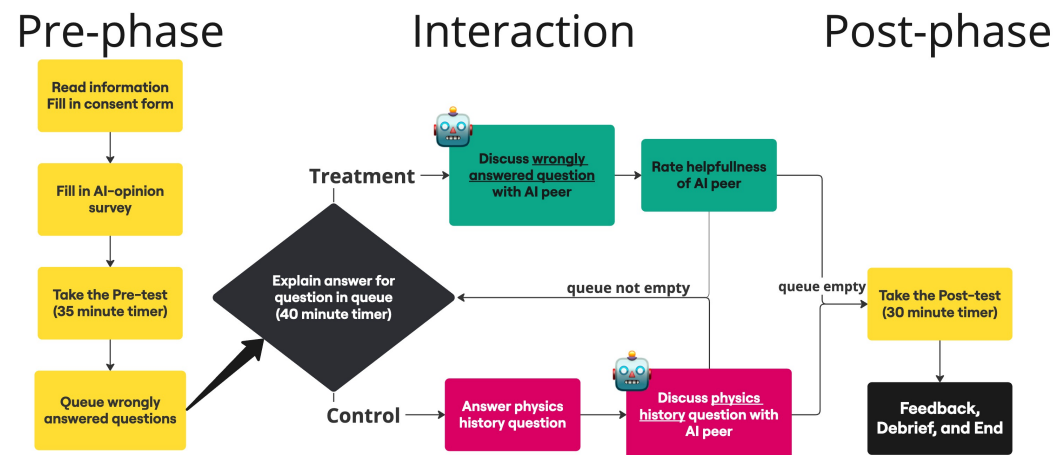 Pre-phase
Interaction
Post-phase
Read information
Fill in consent form
Fill in AI-opinion
survey
Take the Pre-test
(35 minute timer)
Queue wrongly
answered questions
Explain answer for
question in queue
(40 minute timer)
Treatment
Discuss wrongly
answered question
with AI peer
Rate helpfullness
of AI peer
queue not empty
queue empty
Control
Answer physics
history question
Discuss physics
history question with
AI peer
Take the Post-test
(30 minute timer)
Feedback,
Debrief, and End